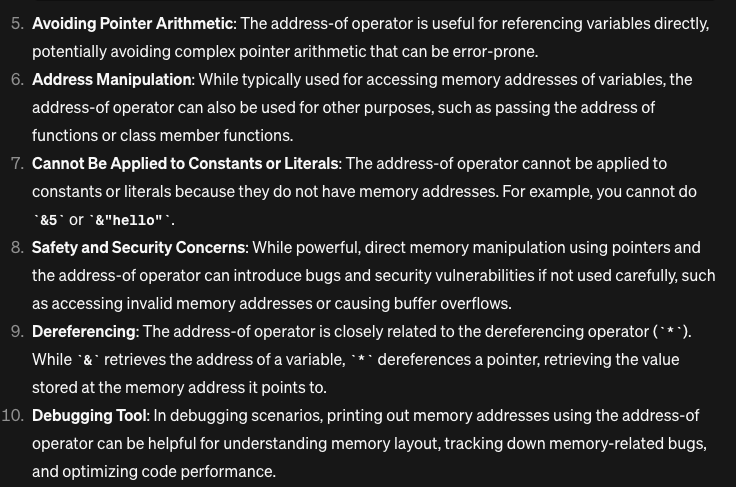 5. Avoiding Pointer Arithmetic: The address-of operator is useful for referencing variables directly,
potentially avoiding complex pointer arithmetic that can be error-prone.
6. Address Manipulation: While typically used for accessing memory addresses of variables, the
address-of operator can also be used for other purposes, such as passing the address of
functions or class member functions.
7. Cannot Be Applied to Constants or Literals: The address-of operator cannot be applied to
constants or literals because they do not have memory addresses. For example, you cannot do
`&5` or `&"hello"`.
8. Safety and Security Concerns: While powerful, direct memory manipulation using pointers and
the address-of operator can introduce bugs and security vulnerabilities if not used carefully, such
as accessing invalid memory addresses or causing buffer overflows.
9. Dereferencing: The address-of operator is closely related to the dereferencing operator (`*`).
While `&` retrieves the address of a variable, `*` dereferences a pointer, retrieving the value
stored at the memory address it points to.
10. Debugging Tool: In debugging scenarios, printing out memory addresses using the address-of
operator can be helpful for understanding memory layout, tracking down memory-related bugs,
and optimizing code performance.